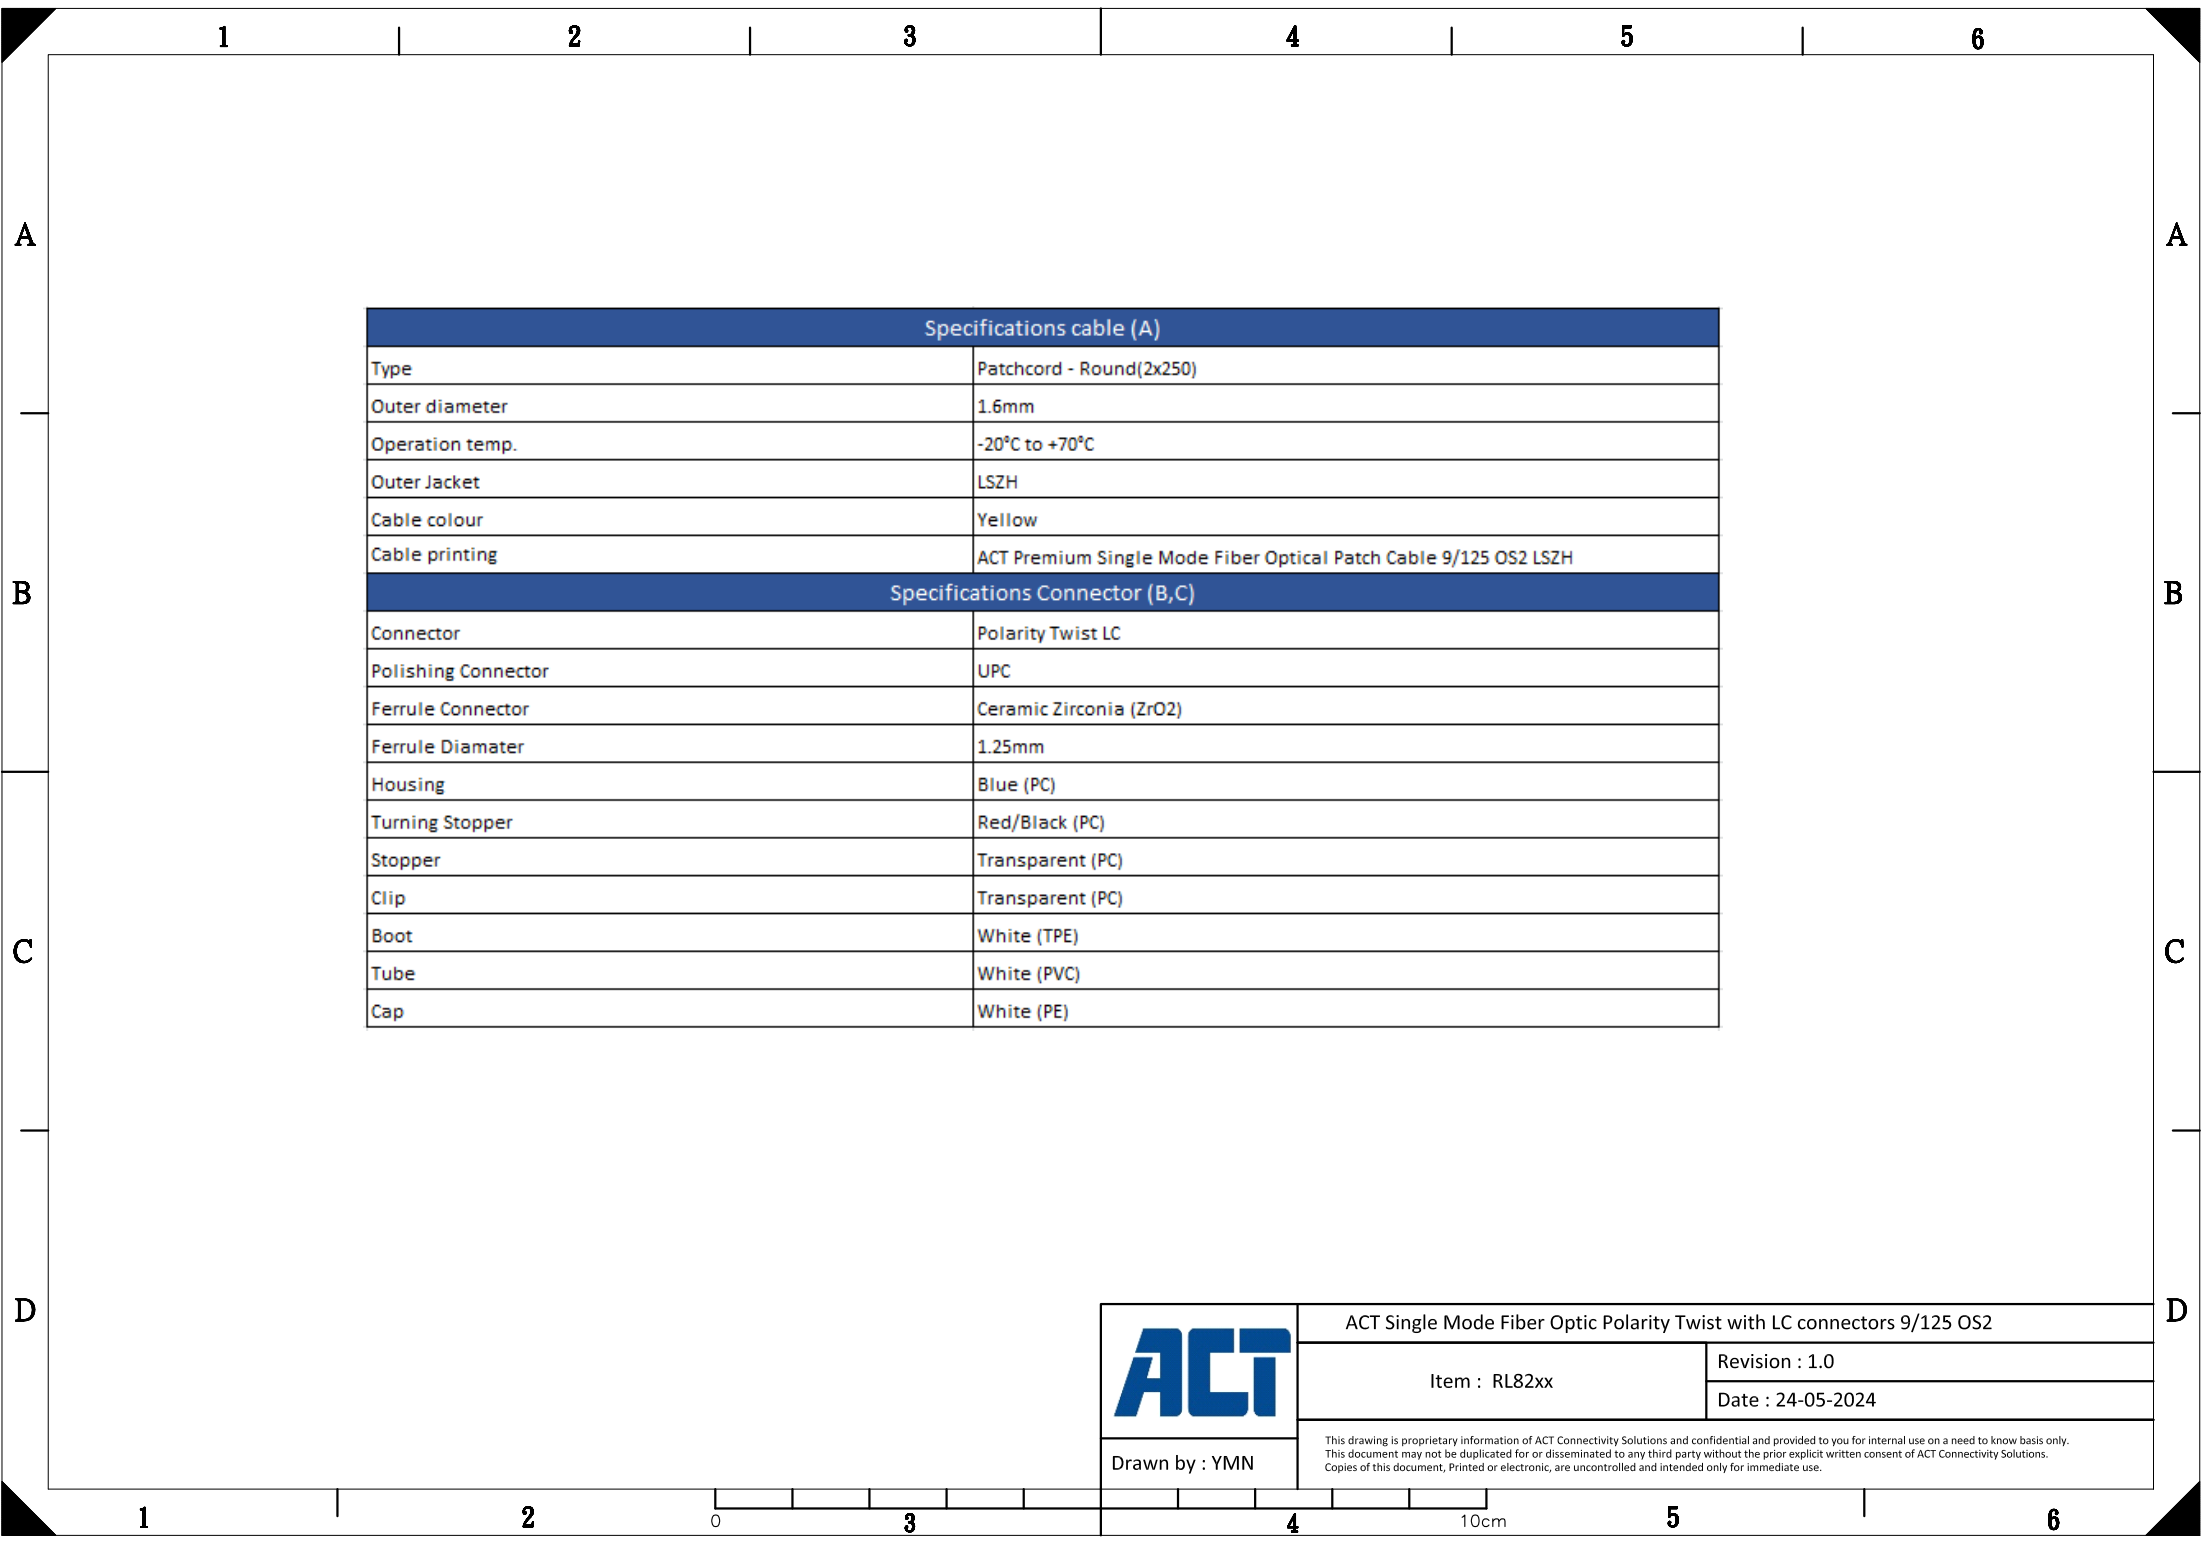 1 2 3 4 5 6
A A
Specifications cable (A)
Type Patchcord - Round(2x250)
Outer diameter 1.6mm
Operation temp. -20⁰C to +70⁰C
Outer Jacket LSZH
Cable colour Yellow
Cable printing ACT Premium Single Mode Fiber Optical Patch Cable 9/125 OS2 LSZH
B B
Specifications Connector (B,C)
Connector Polarity Twist LC
Polishing Connector UPC
Ferrule Connector Ceramic Zirconia (ZrO2)
Ferrule Diamater 1.25mm
Housing Blue (PC)
Turning Stopper Red/Black (PC)
Stopper Transparent (PC)
Clip Transparent (PC)
Boot White (TPE)
C C
Tube White (PVC)
Cap White (PE)
D D
ACT
ACT Single Mode Fiber Optic Polarity Twist with LC connectors 9/125 OS2
Item : RL82xx
Revision : 1.0
Date : 24-05-2024
Drawn by : YMN
This drawing is proprietary information of ACT Connectivity Solutions and confidential and provided to you for internal use on a need to know basis only.
This document may not be duplicated for or disseminated to any third party without the prior explicit written consent of ACT Connectivity Solutions.
Copies of this document, Printed or electronic, are uncontrolled and intended only for immediate use.
1 2 0 3 4 10cm 5 6